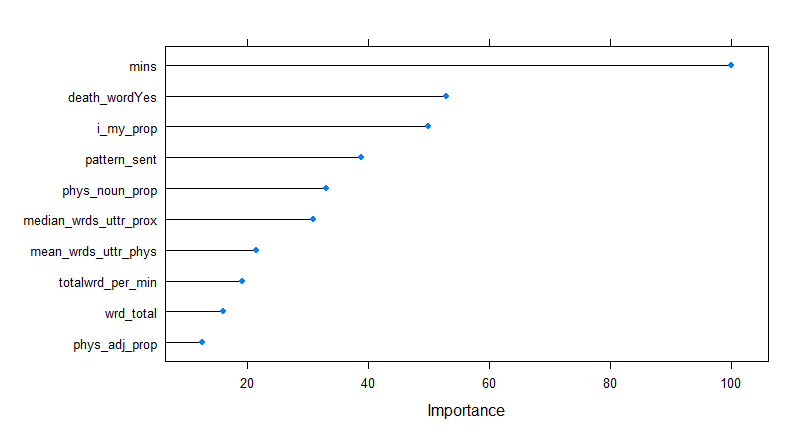 mins
death_wordYes
i_my_prop
pattern_sent
phys_noun_prop
median_wrds_uttr_prox
mean_wrds_uttr_phys
totalwrd_per_min
wrd_total
phys_adj_prop
20 40 60 80 100
Importance